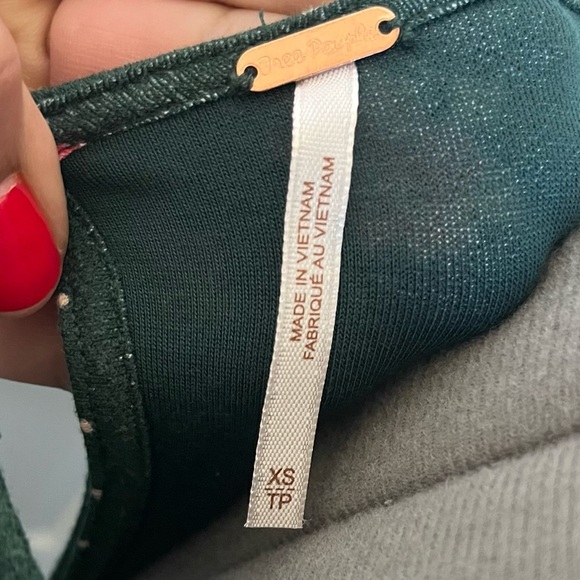 Free People
MADE IN VIETNAM
FABRIQUÉ AU VIETNAM
XS
TP